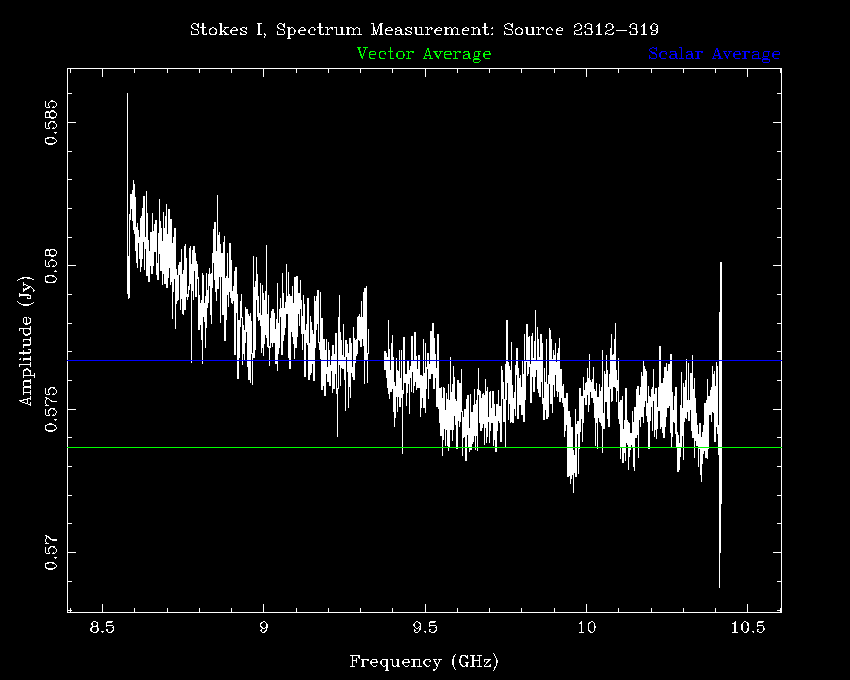 Stokes I, Spectrum Measurement: Source 2312−319
Vector Average
Scalar Average
Amplitude (Jy)
0.585
0.58
0.575
0.57
8.5 9 9.5 10 10.5
Frequency (GHz)